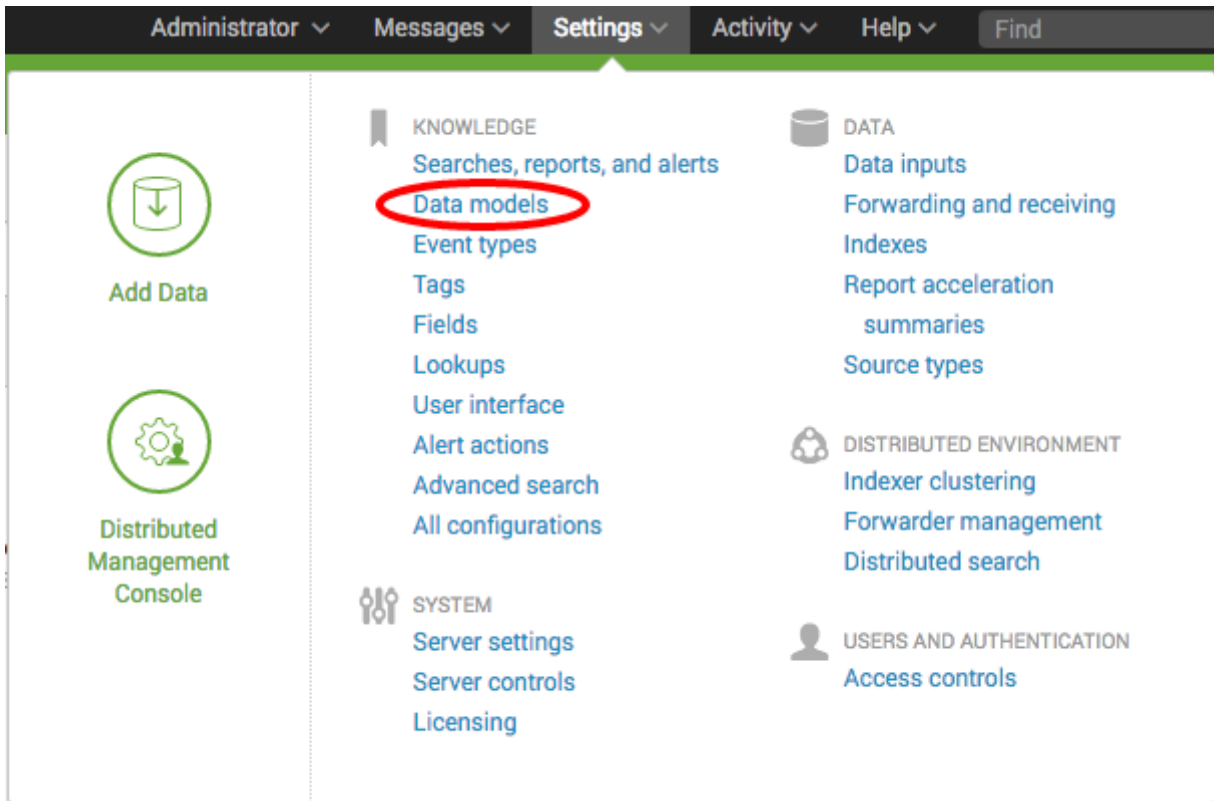 Administrator Messages Settings Activity Help Find
Add Data
Distributed
Management
Console
KNOWLEDGE
Searches, reports, and alerts
Data models
Event types
Tags
Fields
Lookups
User interface
Alert actions
Advanced search
All configurations
SYSTEM
Server settings
Server controls
Licensing
DATA
Data inputs
Forwarding and receiving
Indexes
Report acceleration
summaries
Source types
DISTRIBUTED ENVIRONMENT
Indexer clustering
Forwarder management
Distributed search
USERS AND AUTHENTICATION
Access controls